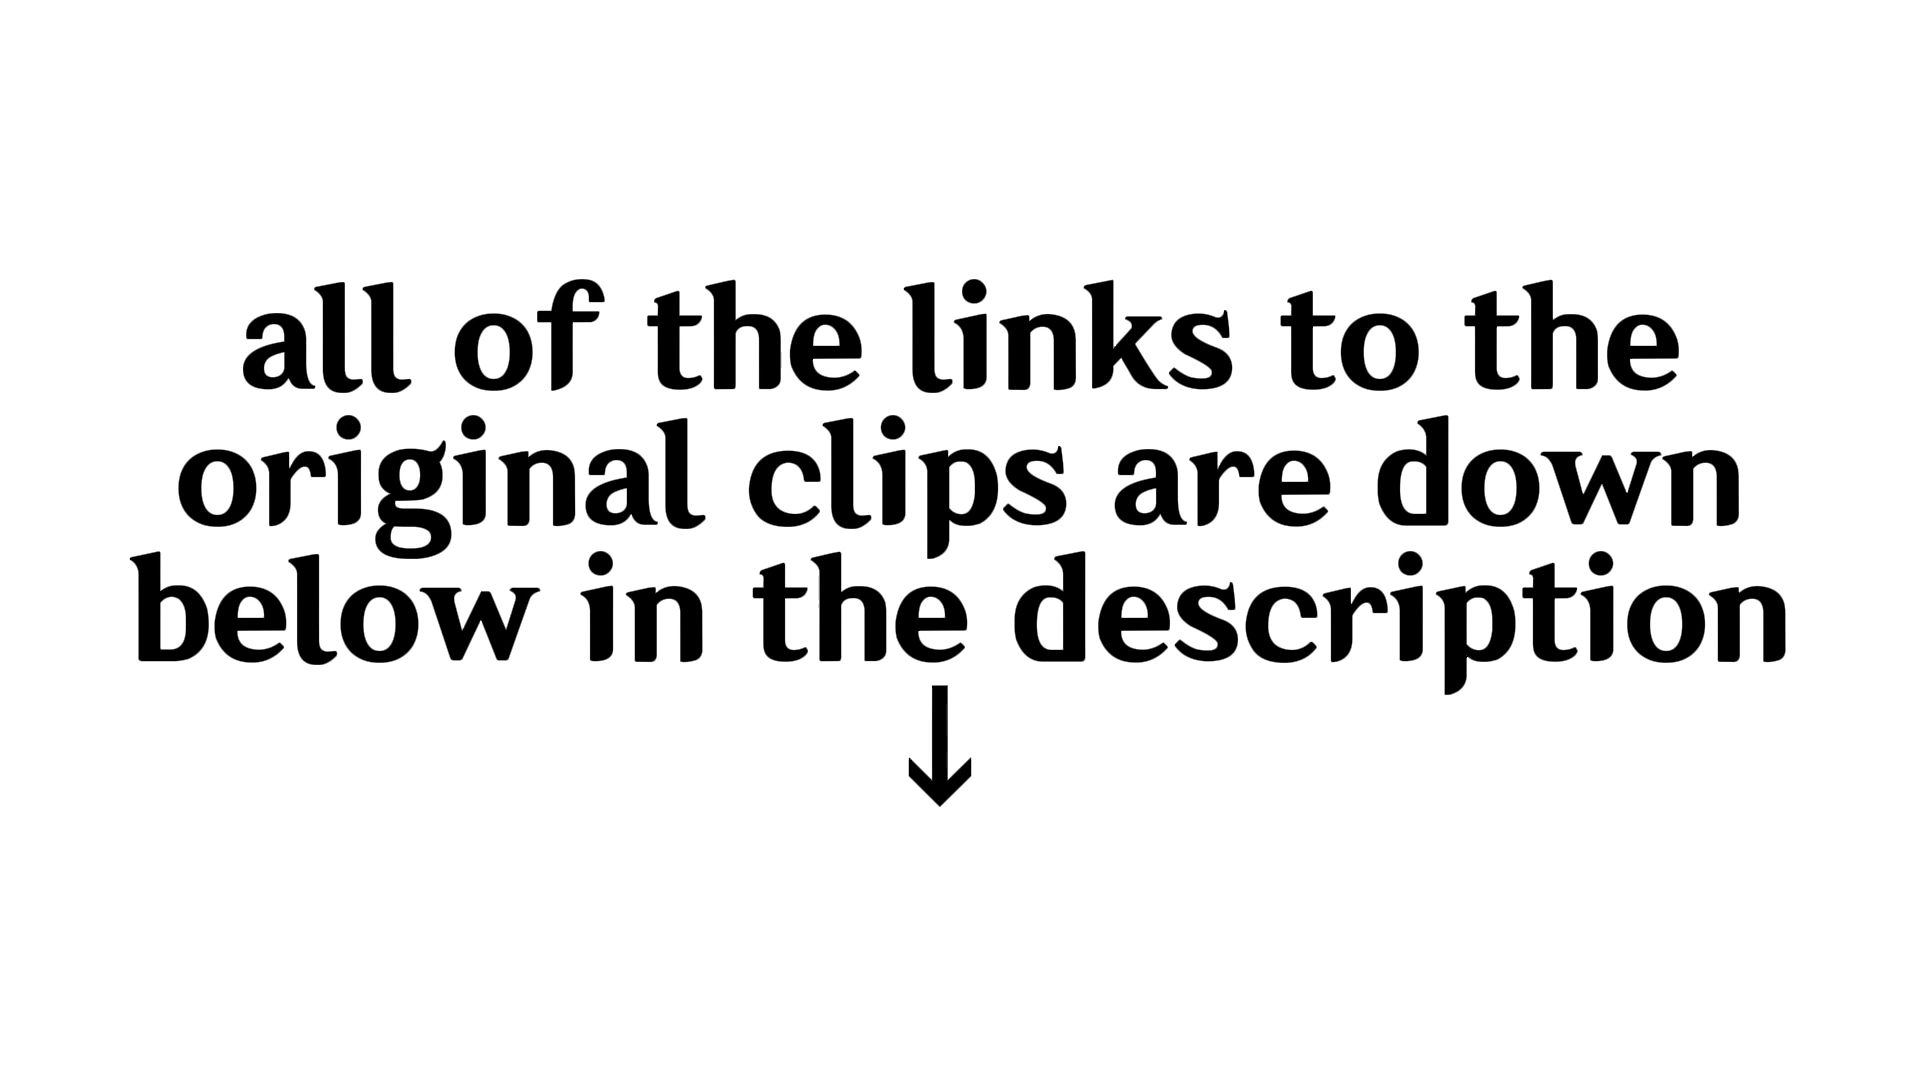 all of the links to the
original clips are down
below in the description
↓